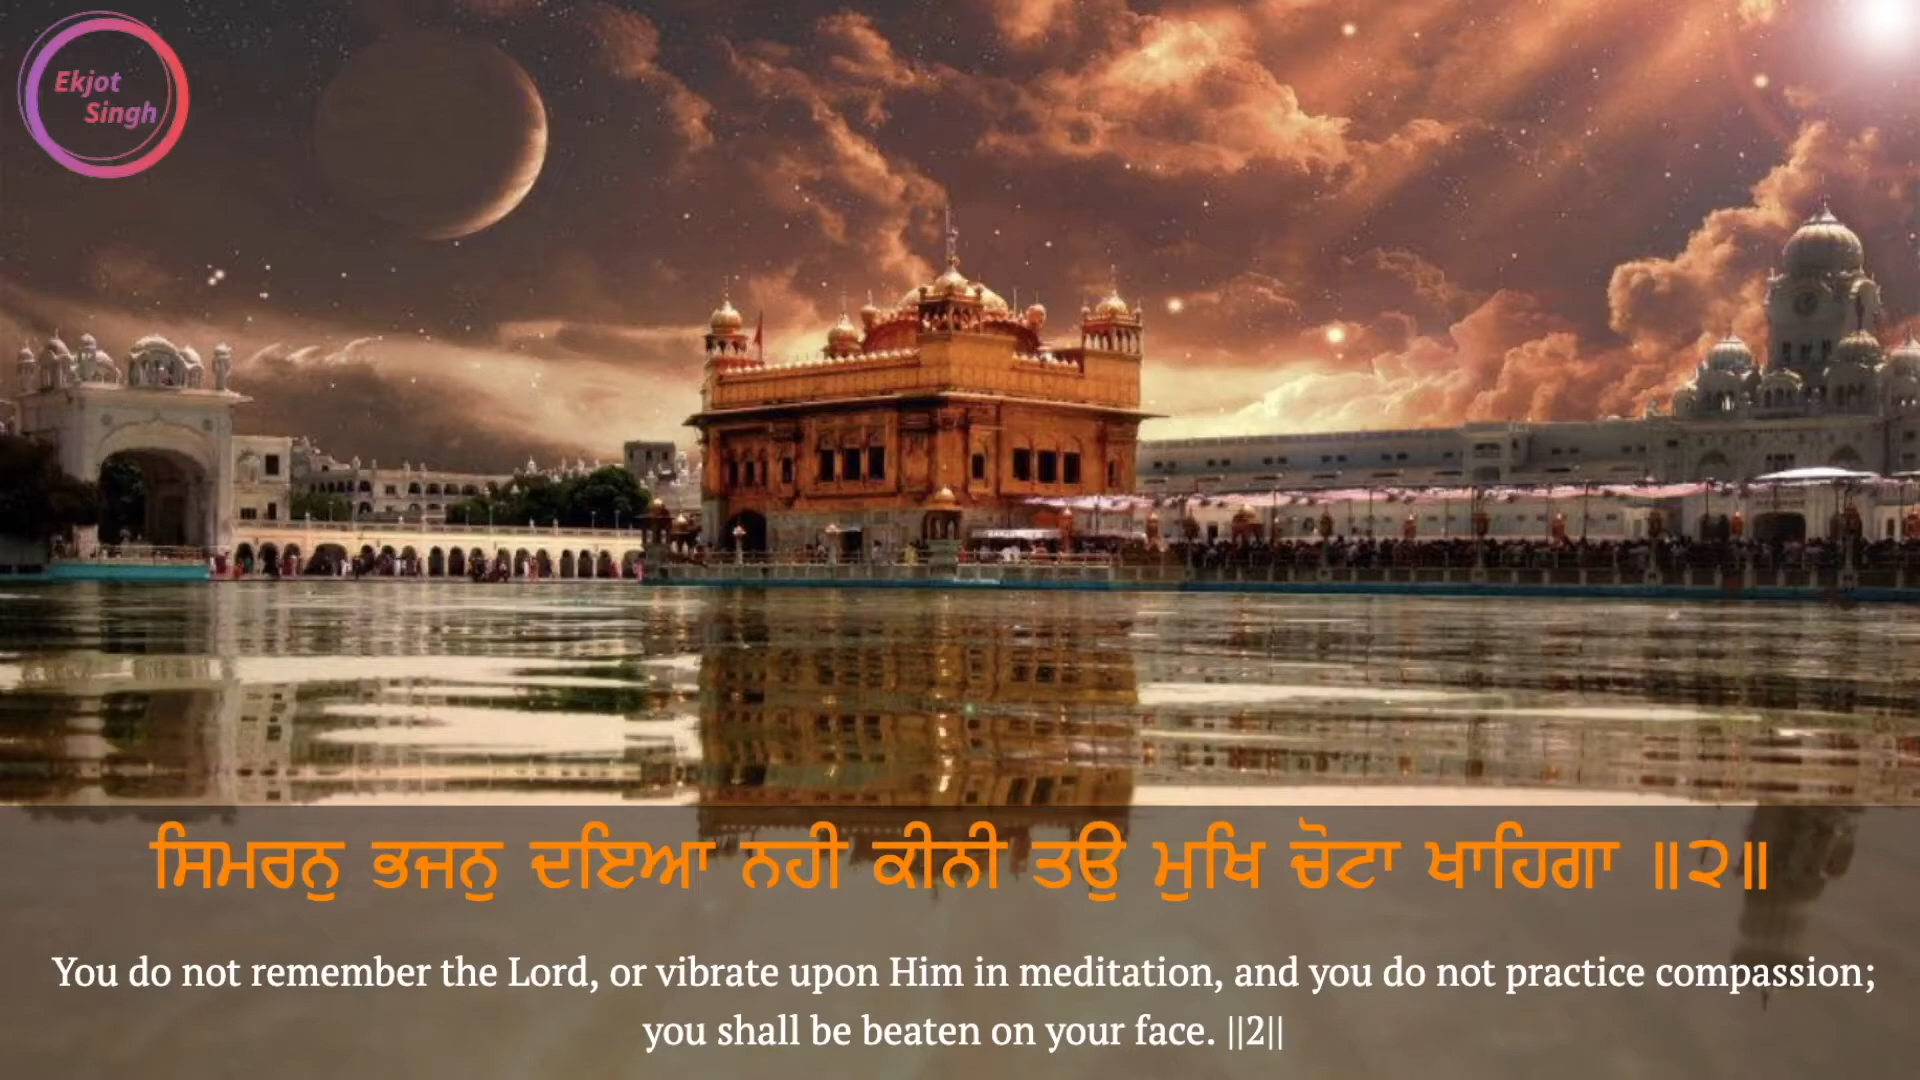 Ekjot
Singh
ਸਿਮਰਨੁ ਭਜਨੁ ਦਇਆ ਨਹੀ ਕੀਨੀ ਤਉ ਮੁਖਿ ਚੋਟਾ ਖਾਹਿਗਾ ॥੨॥
You do not remember the Lord, or vibrate upon Him in meditation, and you do not practice compassion;
you shall be beaten on your face. ||2||